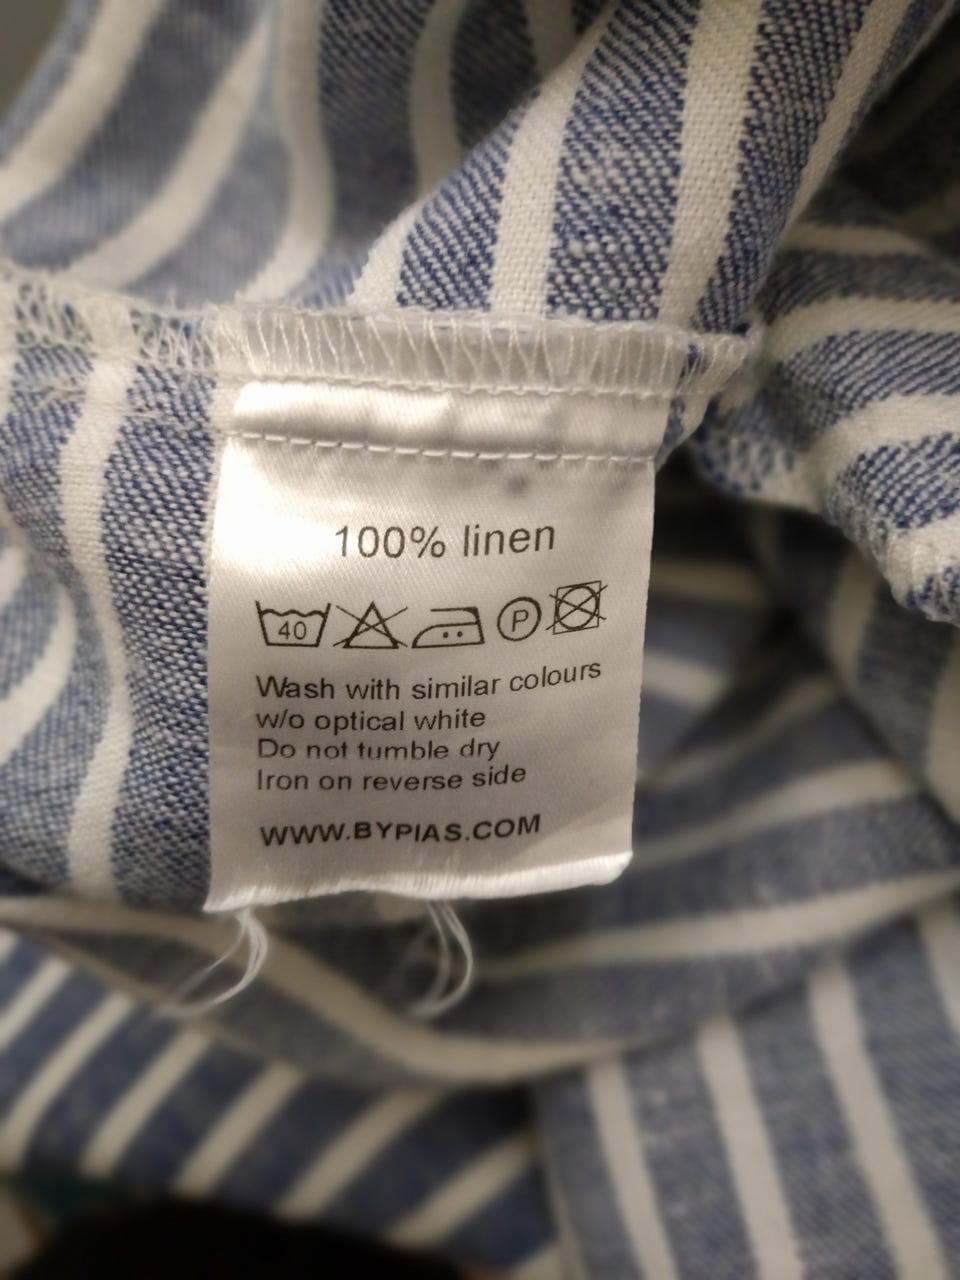 100% linen
40 P
Wash with similar colours
w/o optical white
Do not tumble dry
Iron on reverse side
WWW.BYPIAS.COM